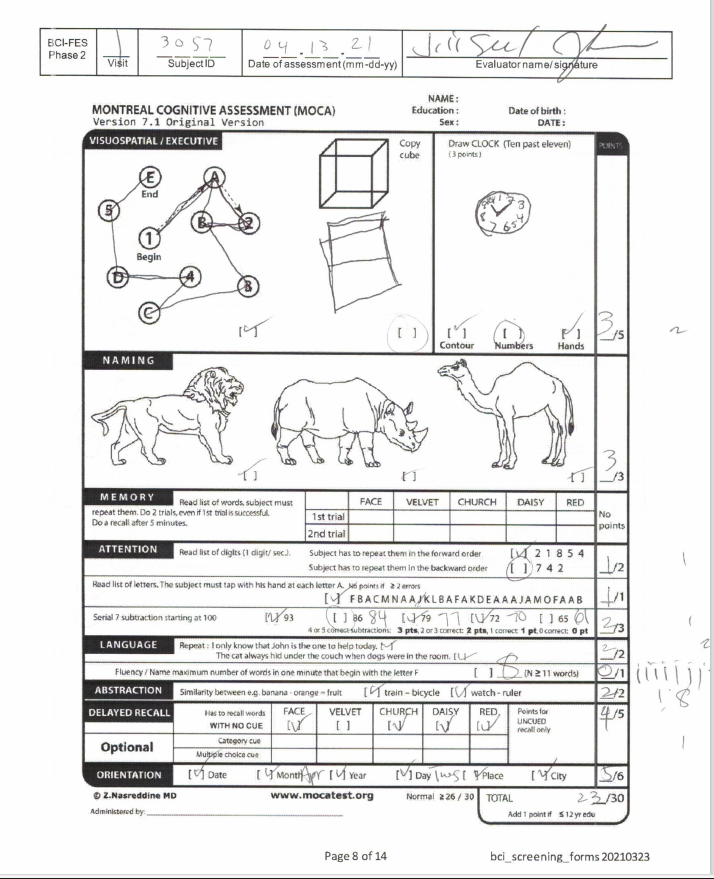 BCI-FES
Phase 2
1
Visit
3057
Subject ID
04.13.21
Date of assessment (mm-dd-yy)
Evaluator name/ signature
MONTREAL COGNITIVE ASSESSMENT (MOCA)
Version 7.1 Original Version
NAME :
Education :
Sex :
Date of birth :
DATE :
VISUOSPATIAL / EXECUTIVE
Copy cube
Draw CLOCK (Ten past eleven)
(3 points)
POINTS
E
End
A
5
B
2
1
Begin
D
4
3
C
[✓]
[ ]
[✓] [ ] [✓]
Contour Numbers Hands
3/5
NAMING
[✓] [✓] [✓]
3/3
MEMORY
Read list of words, subject must
repeat them. Do 2 trials, even if 1st trial is successful.
Do a recall after 5 minutes.
FACE VELVET CHURCH DAISY RED
1st trial
2nd trial
No points
ATTENTION
Read list of digits (1 digit/ sec.).
Subject has to repeat them in the forward order [✓] 2 1 8 5 4
Subject has to repeat them in the backward order [ ] 7 4 2
1/2
Read list of letters. The subject must tap with his hand at each letter A. No points if ≥ 2 errors
[✓] F B A C M N A A J K L B A F A K D E A A A J A M O F A A B
1/1
Serial 7 subtraction starting at 100 [✓] 93 [ ] 86 84 [✓] 79 77 [✓] 72 70 [ ] 65
4 or 5 correct subtractions: 3 pts, 2 or 3 correct: 2 pts, 1 correct: 1 pt, 0 correct: 0 pt
2/3
LANGUAGE
Repeat : I only know that John is the one to help today. [✓]
The cat always hid under the couch when dogs were in the room. [✓]
2/2
Fluency / Name maximum number of words in one minute that begin with the letter F [ ] 8 (N ≥ 11 words)
0/1
ABSTRACTION
Similarity between e.g. banana - orange = fruit [✓] train – bicycle [✓] watch - ruler
2/2
DELAYED RECALL
Has to recall words
WITH NO CUE
FACE VELVET CHURCH DAISY RED
[✓] [ ] [✓] [✓] [✓]
Points for UNCUED recall only
4/5
Optional
Category cue
Multiple choice cue
ORIENTATION
[✓] Date [✓] Month Apr [✓] Year [✓] Day Tues [✓] Place [✓] City
5/6
© Z.Nasreddine MD
www.mocatest.org
Normal ≥ 26 / 30
TOTAL 23/30
Add 1 point if ≤ 12 yr edu
Administered by:
Page 8 of 14
bci_screening_forms 20210323